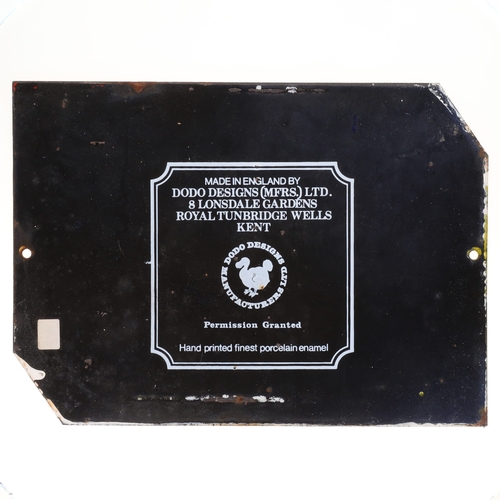 MADE IN ENGLAND BY
DODO DESIGNS (MFRS.) LTD.
8 LONSDALE GARDENS
ROYAL TUNBRIDGE WELLS
KENT
DODO DESIGNS
MANUFACTURERS LTD
Permission Granted
Hand printed finest porcelain enamel